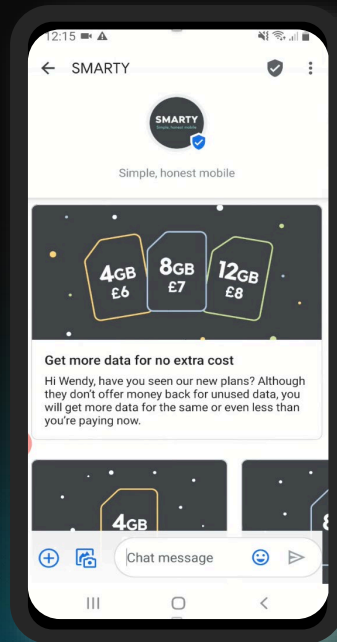 12:15
SMARTY
SMARTY
Simple, honest mobile
Simple, honest mobile
4GB
£6
8GB
£7
12GB
£8
Get more data for no extra cost
Hi Wendy, have you seen our new plans? Although
they don't offer money back for unused data, you
will get more data for the same or even less than
you're paying now.
4GB
8
Chat message